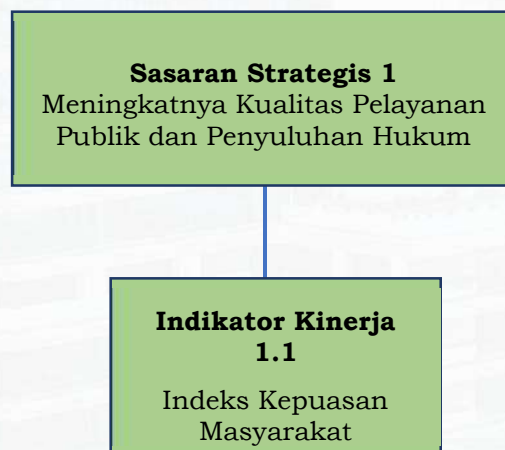 Sasaran Strategis 1
Meningkatnya Kualitas Pelayanan
Publik dan Penyuluhan Hukum
Indikator Kinerja
1.1
Indeks Kepuasan
Masyarakat